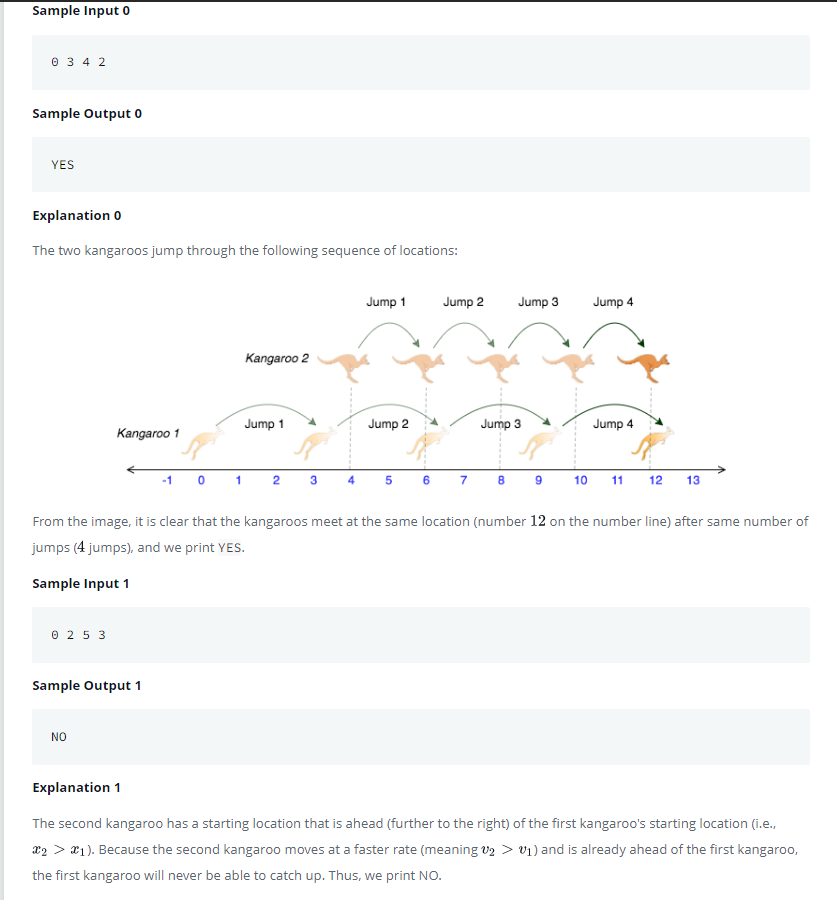 Sample Input 0
0 3 4 2
Sample Output 0
YES
Explanation 0
The two kangaroos jump through the following sequence of locations:
Jump 1 Jump 2 Jump 3 Jump 4
Kangaroo 2
Jump 1 Jump 2 Jump 3 Jump 4
Kangaroo 1
-1 0 1 2 3 4 5 6 7 8 9 10 11 12 13
From the image, it is clear that the kangaroos meet at the same location (number 12 on the number line) after same number of
jumps (4 jumps), and we print YES.
Sample Input 1
0 2 5 3
Sample Output 1
NO
Explanation 1
The second kangaroo has a starting location that is ahead (further to the right) of the first kangaroo's starting location (i.e.,
x₂ > x₁). Because the second kangaroo moves at a faster rate (meaning v₂ > v₁) and is already ahead of the first kangaroo,
the first kangaroo will never be able to catch up. Thus, we print NO.